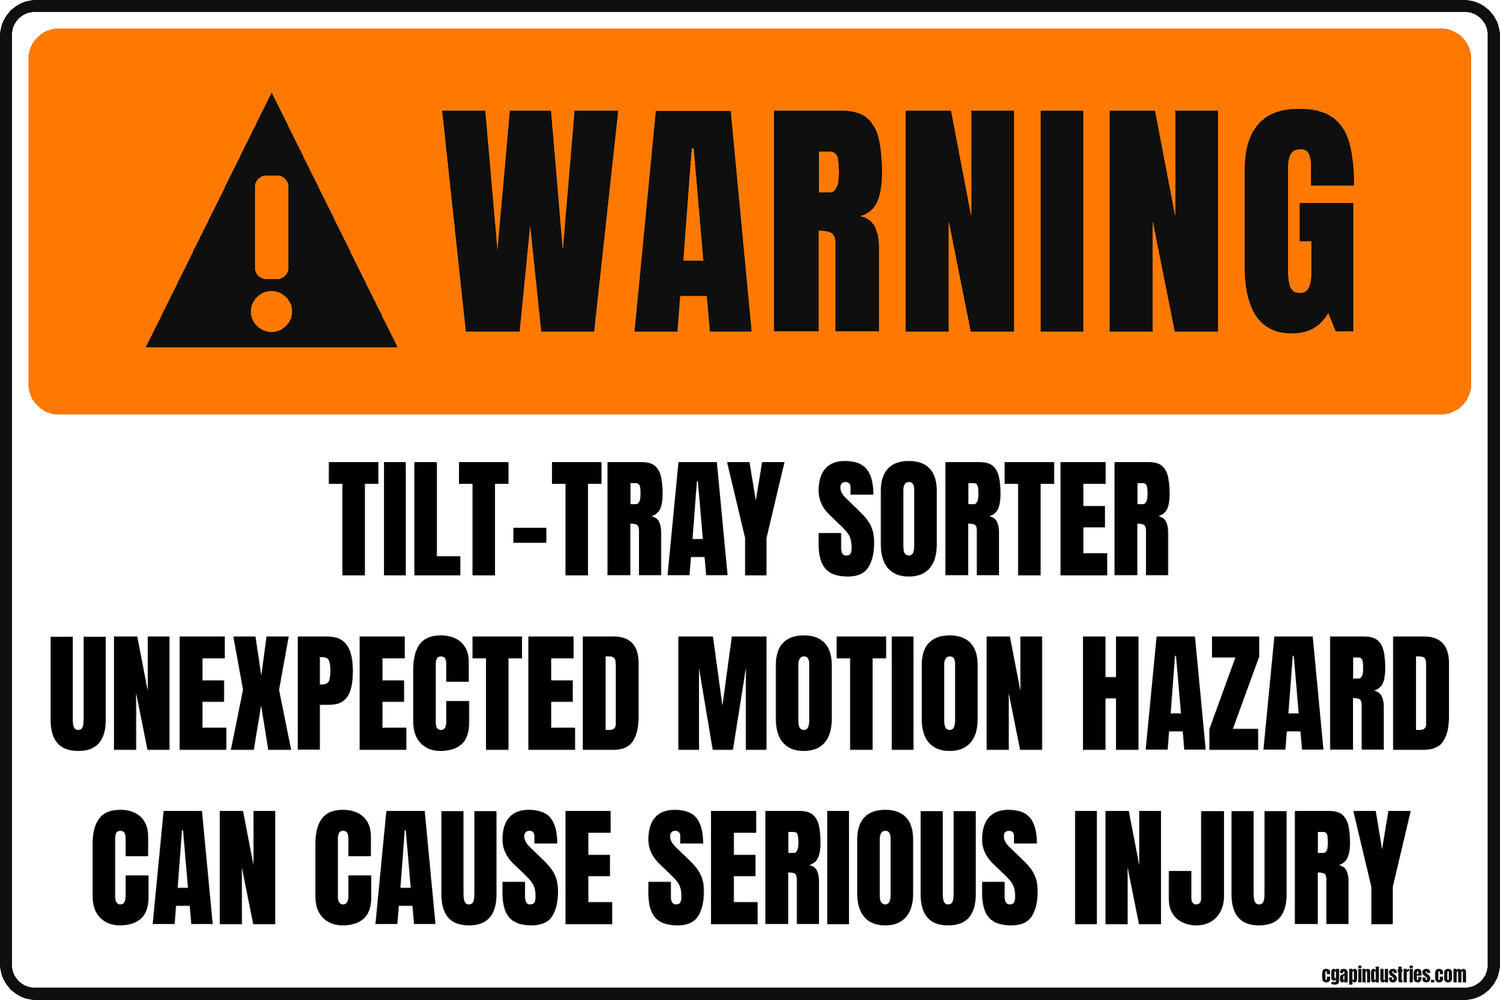 WARNING
TILT-TRAY SORTER
UNEXPECTED MOTION HAZARD
CAN CAUSE SERIOUS INJURY
cgapindustries.com